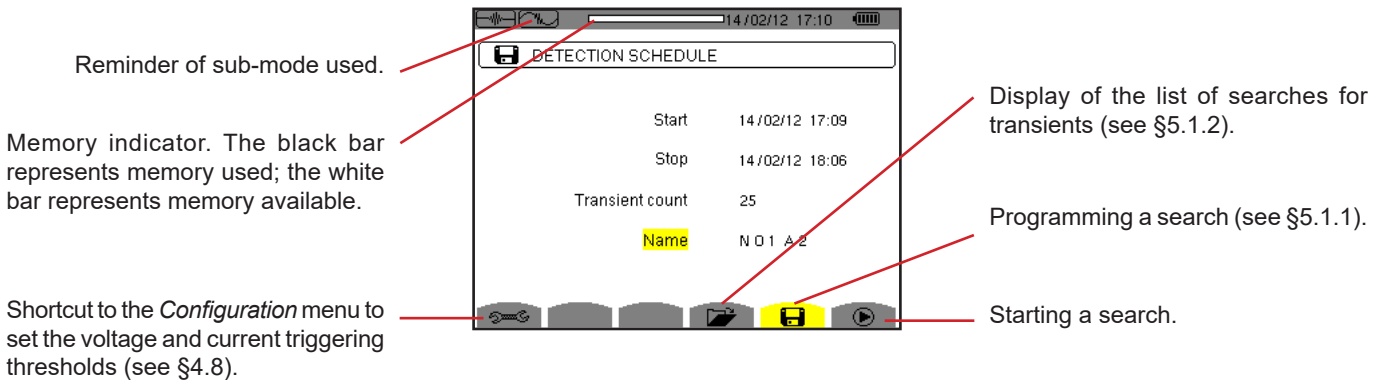 14/02/12 17:10
DETECTION SCHEDULE
Reminder of sub-mode used.
Memory indicator. The black bar
represents memory used; the white
bar represents memory available.
Shortcut to the Configuration menu to
set the voltage and current triggering
thresholds (see §4.8).
Start 14/02/12 17:09
Stop 14/02/12 18:06
Transient count 25
Name N01 A2
Display of the list of searches for
transients (see §5.1.2).
Programming a search (see §5.1.1).
Starting a search.